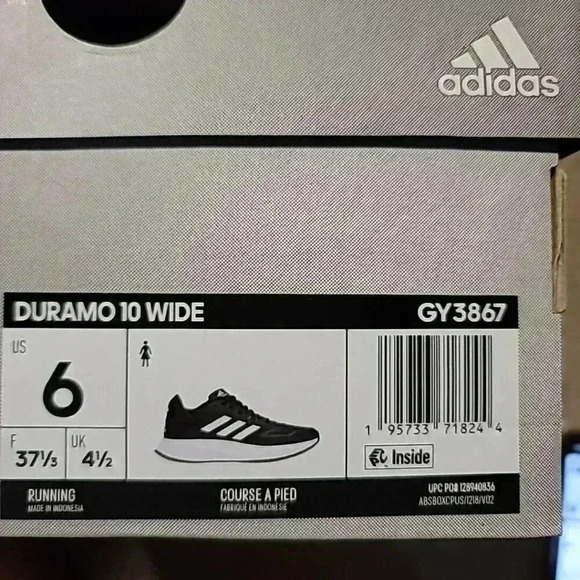 adidas
DURAMO 10 WIDE GY3867
US
6
F UK
37⅓ 4½
1 95733 71824 4
Inside
RUNNING COURSE A PIED UPC PO# 128940836
MADE IN INDONESIA FABRIQUÉ EN INDONÉSIE ABSBOXCPUS/1218/V02